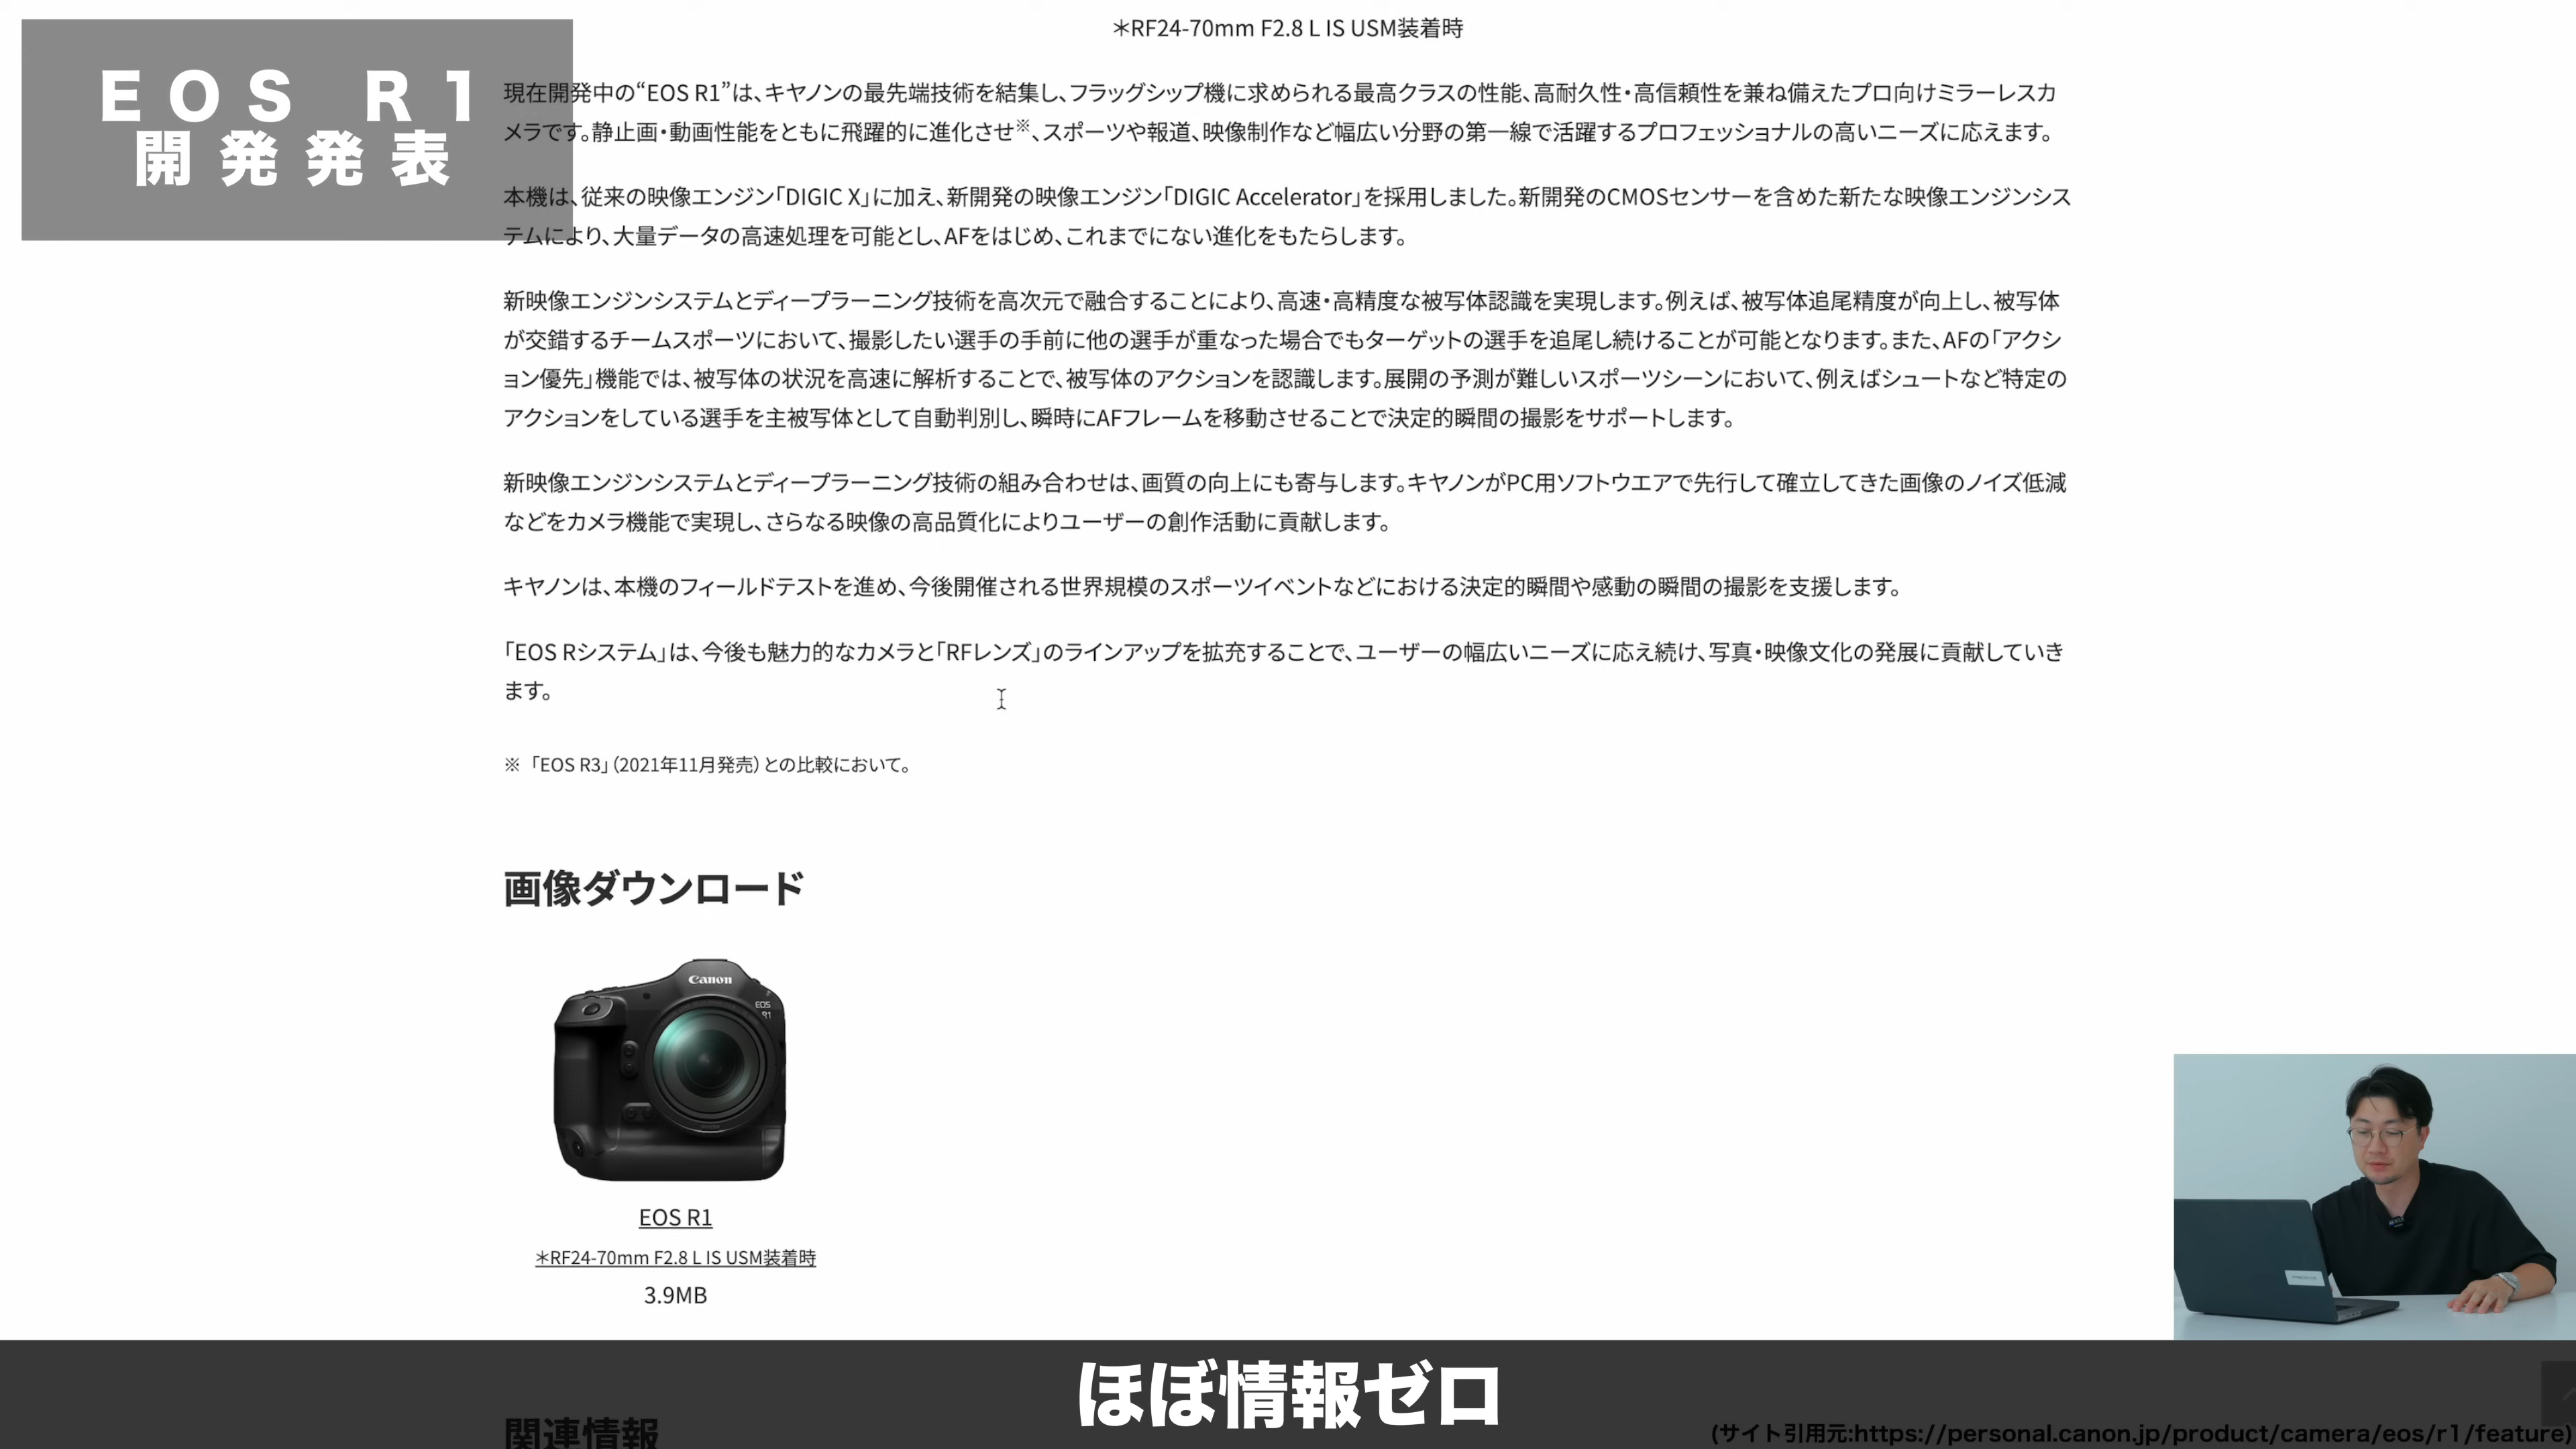 ＊RF24-70mm F2.8 L IS USM装着時
EOS R1
開発発表
現在開発中の“EOS R1”は、キヤノンの最先端技術を結集し、フラッグシップ機に求められる最高クラスの性能、高耐久性・高信頼性を兼ね備えたプロ向けミラーレスカ
メラです。静止画・動画性能をともに飛躍的に進化させ※、スポーツや報道、映像制作など幅広い分野の第一線で活躍するプロフェッショナルの高いニーズに応えます。
本機は、従来の映像エンジン「DIGIC X」に加え、新開発の映像エンジン「DIGIC Accelerator」を採用しました。新開発のCMOSセンサーを含めた新たな映像エンジンシス
テムにより、大量データの高速処理を可能とし、AFをはじめ、これまでにない進化をもたらします。
新映像エンジンシステムとディープラーニング技術を高次元で融合することにより、高速・高精度な被写体認識を実現します。例えば、被写体追尾精度が向上し、被写体
が交錯するチームスポーツにおいて、撮影したい選手の手前に他の選手が重なった場合でもターゲットの選手を追尾し続けることが可能となります。また、AFの「アクシ
ョン優先」機能では、被写体の状況を高速に解析することで、被写体のアクションを認識します。展開の予測が難しいスポーツシーンにおいて、例えばシュートなど特定の
アクションをしている選手を主被写体として自動判別し、瞬時にAFフレームを移動させることで決定的瞬間の撮影をサポートします。
新映像エンジンシステムとディープラーニング技術の組み合わせは、画質の向上にも寄与します。キヤノンがPC用ソフトウエアで先行して確立してきた画像のノイズ低減
などをカメラ機能で実現し、さらなる映像の高品質化によりユーザーの創作活動に貢献します。
キヤノンは、本機のフィールドテストを進め、今後開催される世界規模のスポーツイベントなどにおける決定的瞬間や感動の瞬間の撮影を支援します。
「EOS Rシステム」は、今後も魅力的なカメラと「RFレンズ」のラインアップを拡充することで、ユーザーの幅広いニーズに応え続け、写真・映像文化の発展に貢献していき
ます。
※「EOS R3」（2021年11月発売）との比較において。
画像ダウンロード
Canon
EOS
R1
EOS R1
＊RF24-70mm F2.8 L IS USM装着時
3.9MB
ほぼ情報ゼロ
関連情報
(サイト引用元:https://personal.canon.jp/product/camera/eos/r1/feature)